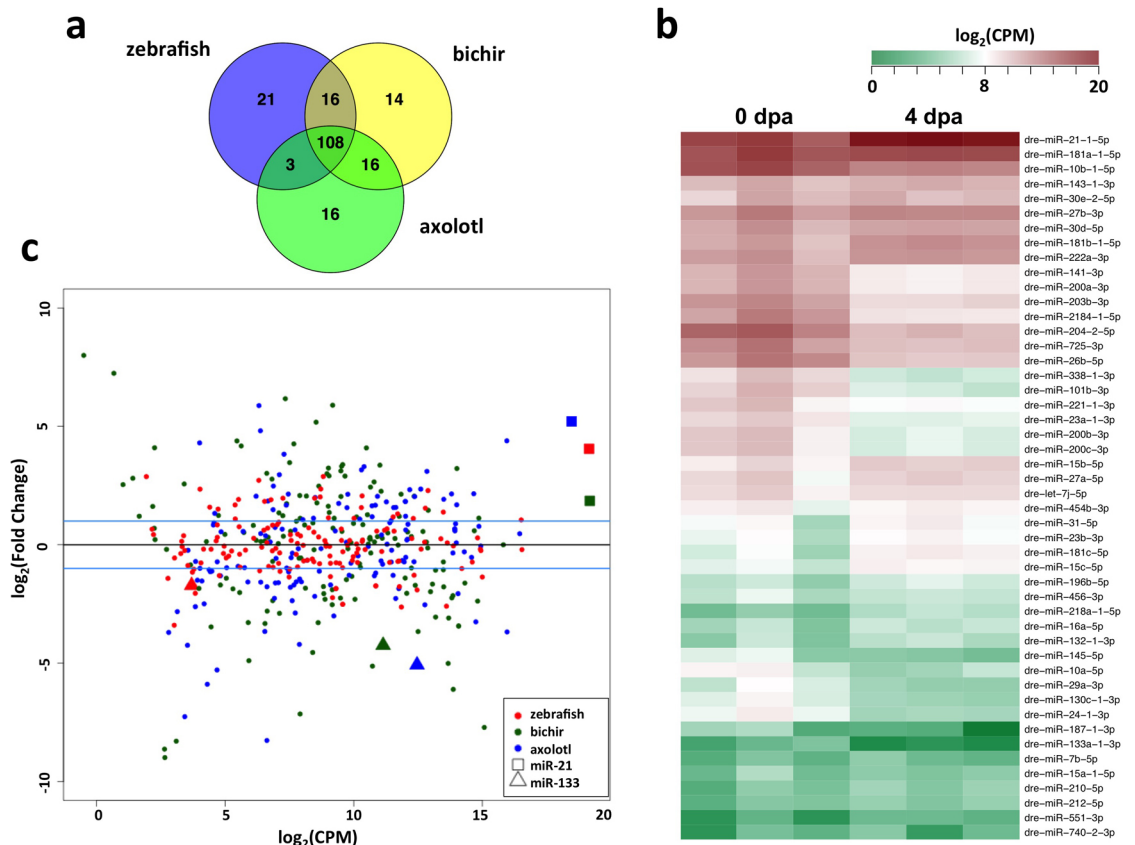 a
zebrafish
bichir
21
16
14
108
3
16
16
axolotl
b
log2(CPM)
0
8
20
0 dpa
4 dpa
dre-miR-21-1-5p
dre-miR-181a-1-5p
dre-miR-10b-1-5p
dre-miR-143-1-3p
dre-miR-30e-2-5p
dre-miR-27b-3p
dre-miR-30d-5p
dre-miR-181b-1-5p
dre-miR-222a-3p
dre-miR-141-3p
dre-miR-200a-3p
dre-miR-203b-3p
dre-miR-2184-1-5p
dre-miR-204-2-5p
dre-miR-725-3p
dre-miR-26b-5p
dre-miR-338-1-3p
dre-miR-101b-3p
dre-miR-221-1-3p
dre-miR-23a-1-3p
dre-miR-200b-3p
dre-miR-200c-3p
dre-miR-15b-5p
dre-miR-27a-5p
dre-let-7j-5p
dre-miR-454b-3p
dre-miR-31-5p
dre-miR-23b-3p
dre-miR-181c-5p
dre-miR-15c-5p
dre-miR-196b-5p
dre-miR-456-3p
dre-miR-218a-1-5p
dre-miR-16a-5p
dre-miR-132-1-3p
dre-miR-145-5p
dre-miR-10a-5p
dre-miR-29a-3p
dre-miR-130c-1-3p
dre-miR-24-1-3p
dre-miR-187-1-3p
dre-miR-133a-1-3p
dre-miR-7b-5p
dre-miR-15a-1-5p
dre-miR-210-5p
dre-miR-212-5p
dre-miR-551-3p
dre-miR-740-2-3p
c
log2(Fold Change)
10
5
0
-5
-10
0
5
10
15
20
log2(CPM)
zebrafish
bichir
axolotl
miR-21
miR-133